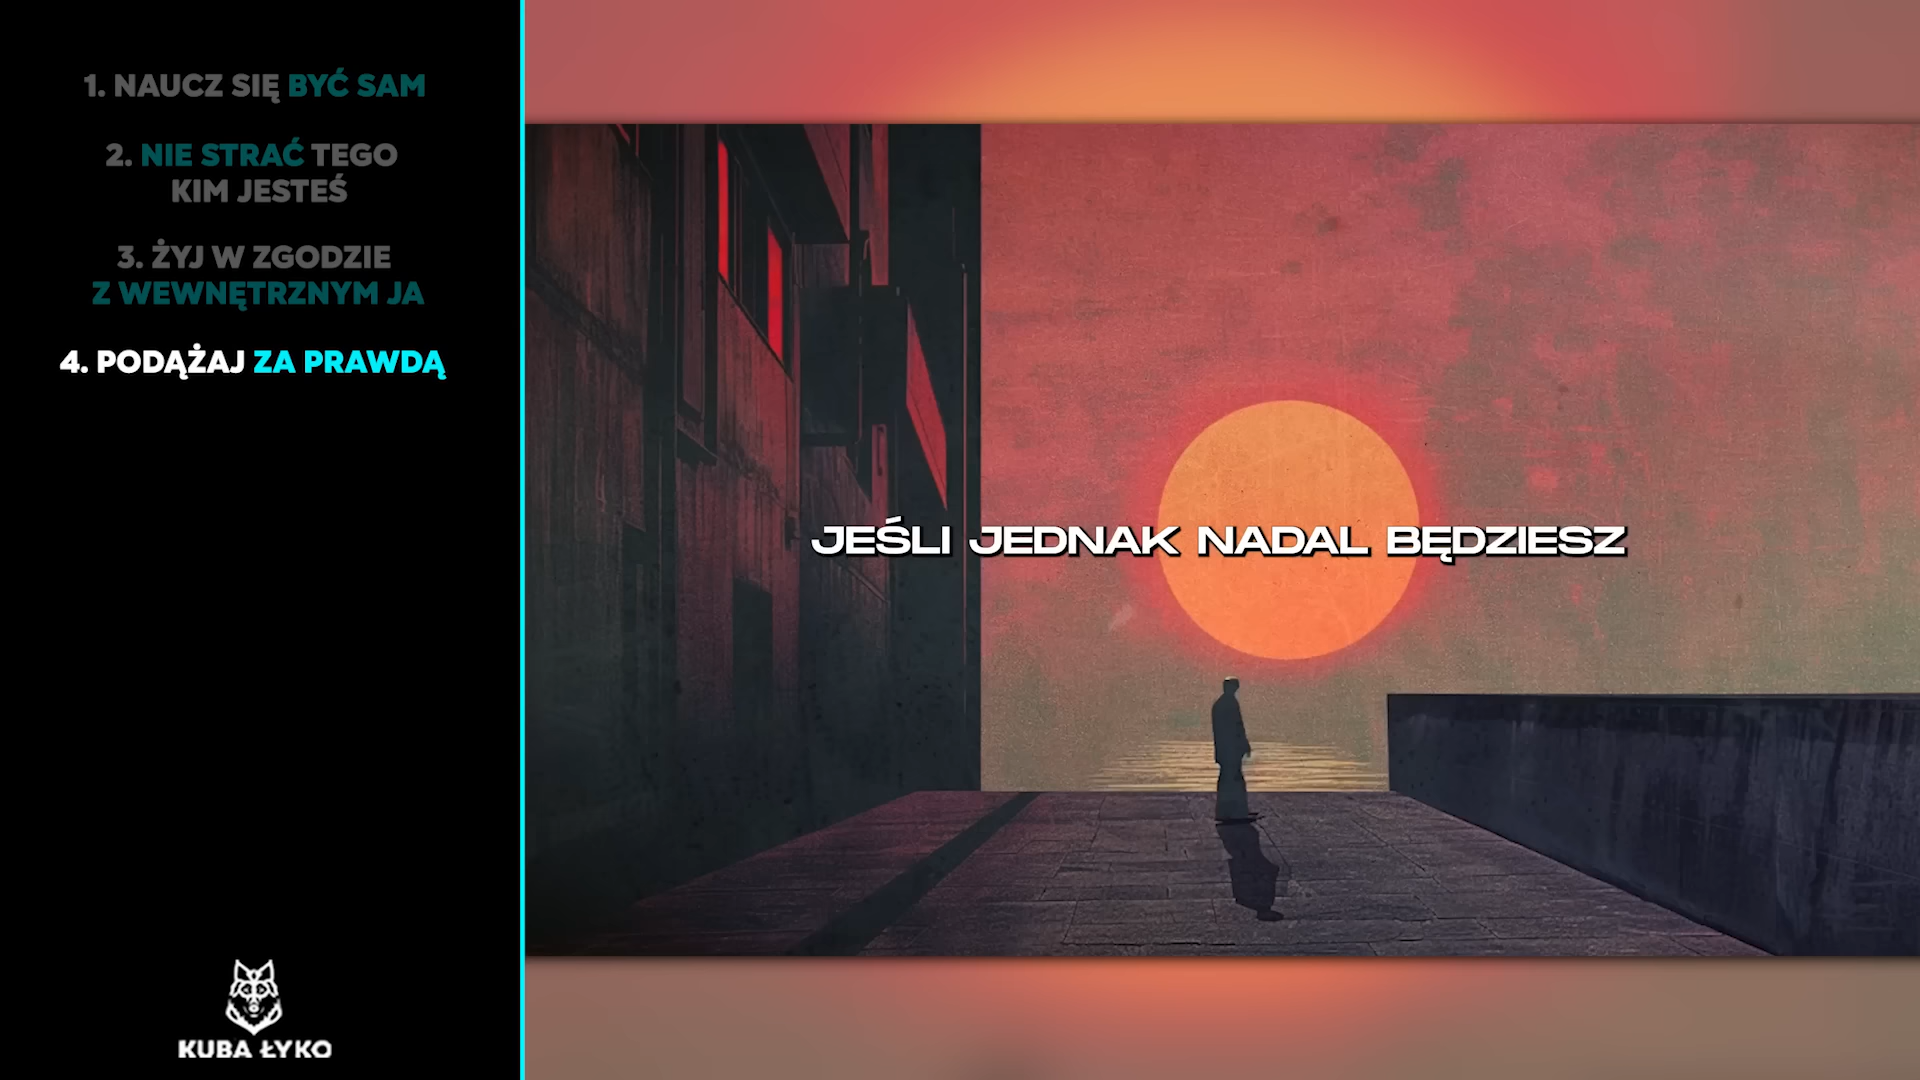 1. NAUCZ SIĘ BYĆ SAM
2. NIE STRAĆ TEGO
KIM JESTEŚ
3. ŻYJ W ZGODZIE
Z WEWNĘTRZNYM JA
4. PODĄŻAJ ZA PRAWDĄ
JEŚLI JEDNAK NADAL BĘDZIESZ
KUBA ŁYKO